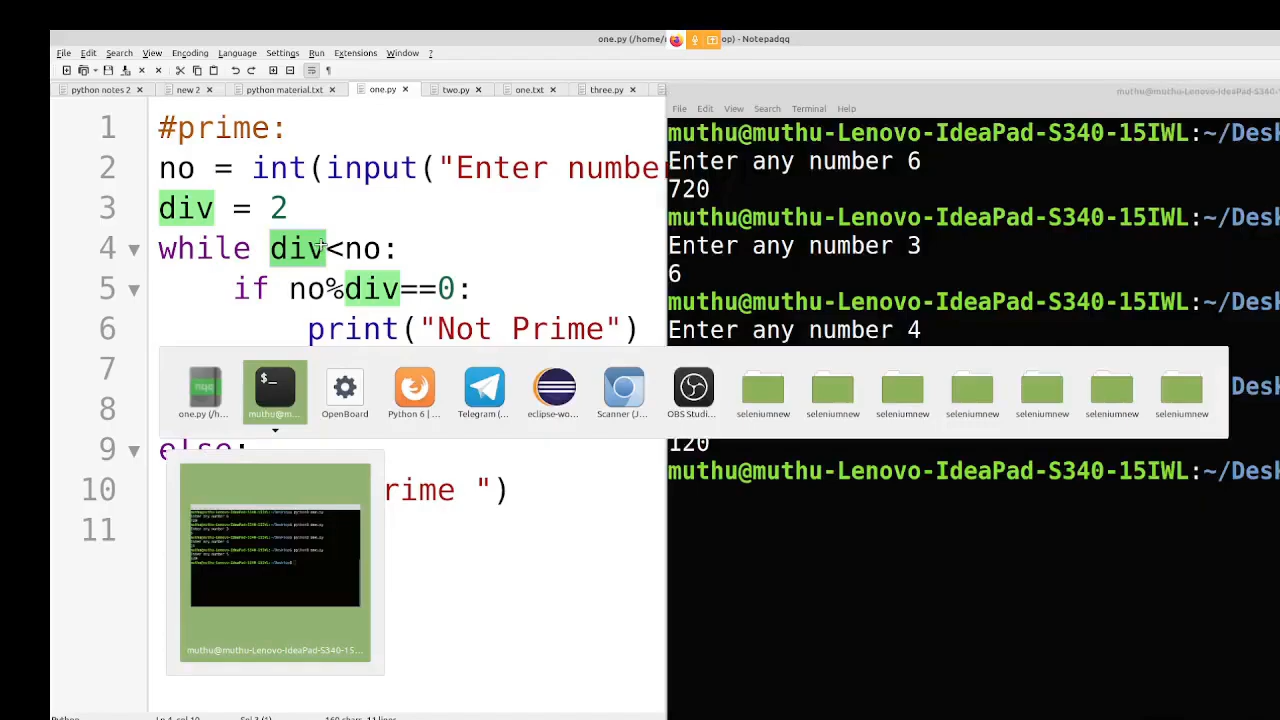 one.py (/home/ op) - Notepadqq
File Edit Search View Encoding Language Settings Run Extensions Window ?
python notes 2 new 2 python material.txt one.py two.py one.txt three.py
File Edit View Search Terminal Help
1 #prime:
2 no = int(input("Enter number
3 div = 2
4 while div<no:
5 if no%div==0:
6 print("Not Prime")
7
8
9 else:
10 rime ")
11
muthu@muthu-Lenovo-IdeaPad-S340-15IWL:~/Desk
Enter any number 6
720
muthu@muthu-Lenovo-IdeaPad-S340-15IWL:~/Desk
Enter any number 3
6
muthu@muthu-Lenovo-IdeaPad-S340-15IWL:~/Desk
Enter any number 4
120
muthu@muthu-Lenovo-IdeaPad-S340-15IWL:~/Desk
one.py (/h... muthu@m... OpenBoard Python 6 |... Telegram (... eclipse-wo... Scanner (J... OBS Studi... seleniumnew seleniumnew seleniumnew seleniumnew seleniumnew seleniumnew seleniumnew
muthu@muthu-Lenovo-IdeaPad-S340-15...